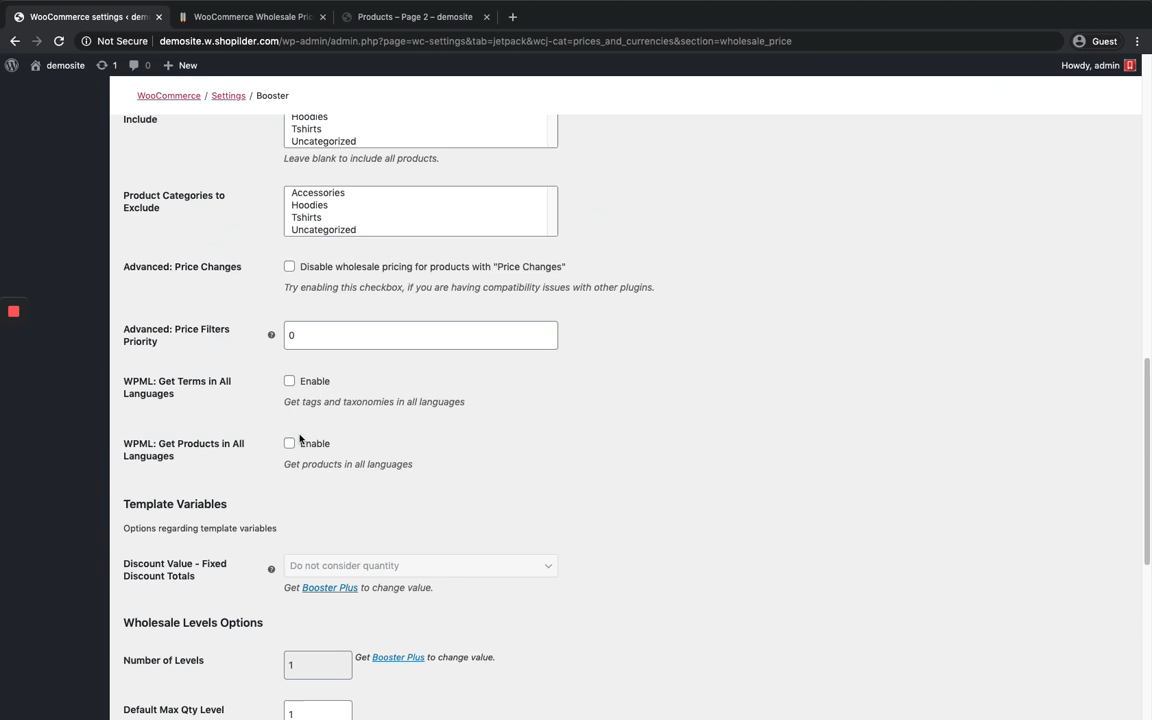 WooCommerce settings ‹ dem
WooCommerce Wholesale Pric
Products – Page 2 – demosite
Not Secure
demosite.w.shopilder.com/wp-admin/admin.php?page=wc-settings&tab=jetpack&wcj-cat=prices_and_currencies&section=wholesale_price
Guest
demosite
1
0
New
Howdy, admin
WooCommerce / Settings / Booster
Include
Hoodies
Tshirts
Uncategorized
Leave blank to include all products.
Product Categories to
Exclude
Accessories
Hoodies
Tshirts
Uncategorized
Advanced: Price Changes
Disable wholesale pricing for products with "Price Changes"
Try enabling this checkbox, if you are having compatibility issues with other plugins.
Advanced: Price Filters
Priority
0
WPML: Get Terms in All
Languages
Enable
Get tags and taxonomies in all languages
WPML: Get Products in All
Languages
Enable
Get products in all languages
Template Variables
Options regarding template variables
Discount Value - Fixed
Discount Totals
Do not consider quantity
Get Booster Plus to change value.
Wholesale Levels Options
Number of Levels
1
Get Booster Plus to change value.
Default Max Qty Level
1